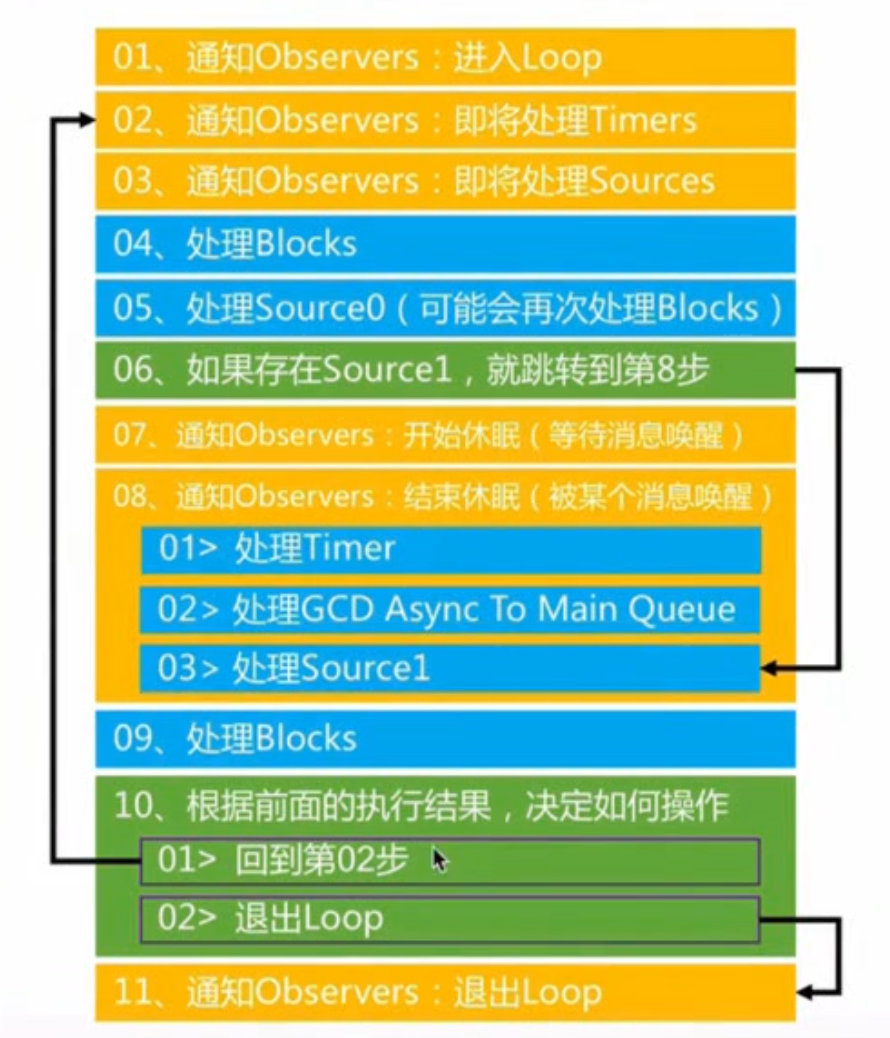 01、通知Observers：进入Loop
02、通知Observers：即将处理Timers
03、通知Observers：即将处理Sources
04、处理Blocks
05、处理Source0（可能会再次处理Blocks）
06、如果存在Source1，就跳转到第8步
07、通知Observers：开始休眠（等待消息唤醒）
08、通知Observers：结束休眠（被某个消息唤醒）
01> 处理Timer
02> 处理GCD Async To Main Queue
03> 处理Source1
09、处理Blocks
10、根据前面的执行结果，决定如何操作
01> 回到第02步
02> 退出Loop
11、通知Observers：退出Loop